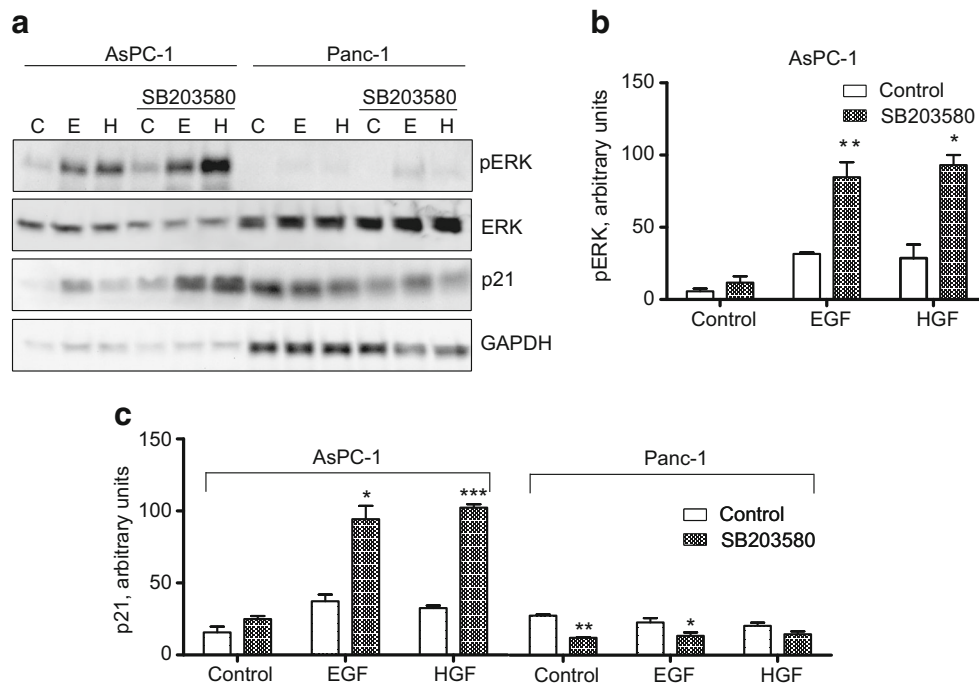 a
AsPC-1 Panc-1
SB203580 SB203580
C E H C E H C E H C E H
pERK
ERK
p21
GAPDH
b
AsPC-1
150
100
50
0
pERK, arbitrary units
Control
SB203580
** *
Control EGF HGF
c
150
100
50
0
p21, arbitrary units
AsPC-1 Panc-1
Control
SB203580
* *** ** *
Control EGF HGF Control EGF HGF